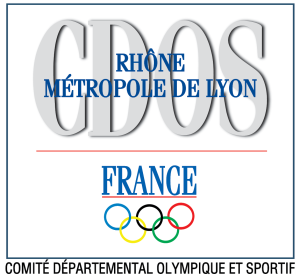 CDOS
RHÔNE
MÉTROPOLE DE LYON
FRANCE
COMITÉ DÉPARTEMENTAL OLYMPIQUE ET SPORTIF